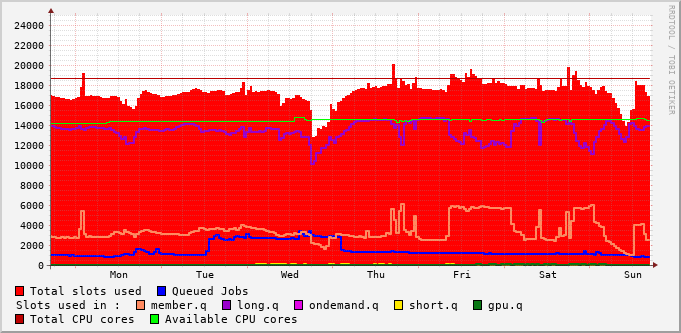 24000
22000
20000
18000
16000
14000
12000
10000
8000
6000
4000
2000
0
Mon Tue Wed Thu Fri Sat Sun
RRDTOOL / TOBI OETIKER
Total slots used Queued Jobs
Slots used in : member.q long.q ondemand.q short.q gpu.q
Total CPU cores Available CPU cores